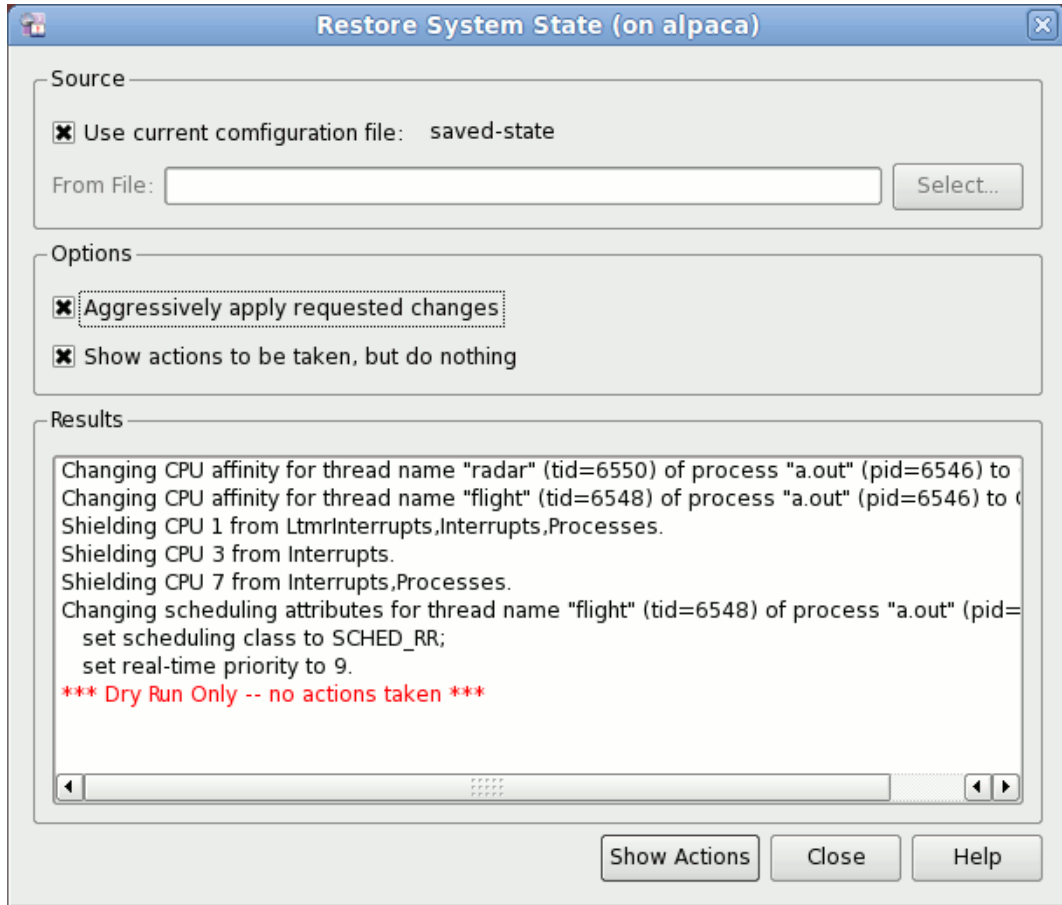 Restore System State (on alpaca)
Source
Use current comfiguration file: saved-state
From File:
Select...
Options
Aggressively apply requested changes
Show actions to be taken, but do nothing
Results
Changing CPU affinity for thread name "radar" (tid=6550) of process "a.out" (pid=6546) to
Changing CPU affinity for thread name "flight" (tid=6548) of process "a.out" (pid=6546) to
Shielding CPU 1 from LtmrInterrupts,Interrupts,Processes.
Shielding CPU 3 from Interrupts.
Shielding CPU 7 from Interrupts,Processes.
Changing scheduling attributes for thread name "flight" (tid=6548) of process "a.out" (pid=
set scheduling class to SCHED_RR;
set real-time priority to 9.
*** Dry Run Only -- no actions taken ***
Show Actions
Close
Help